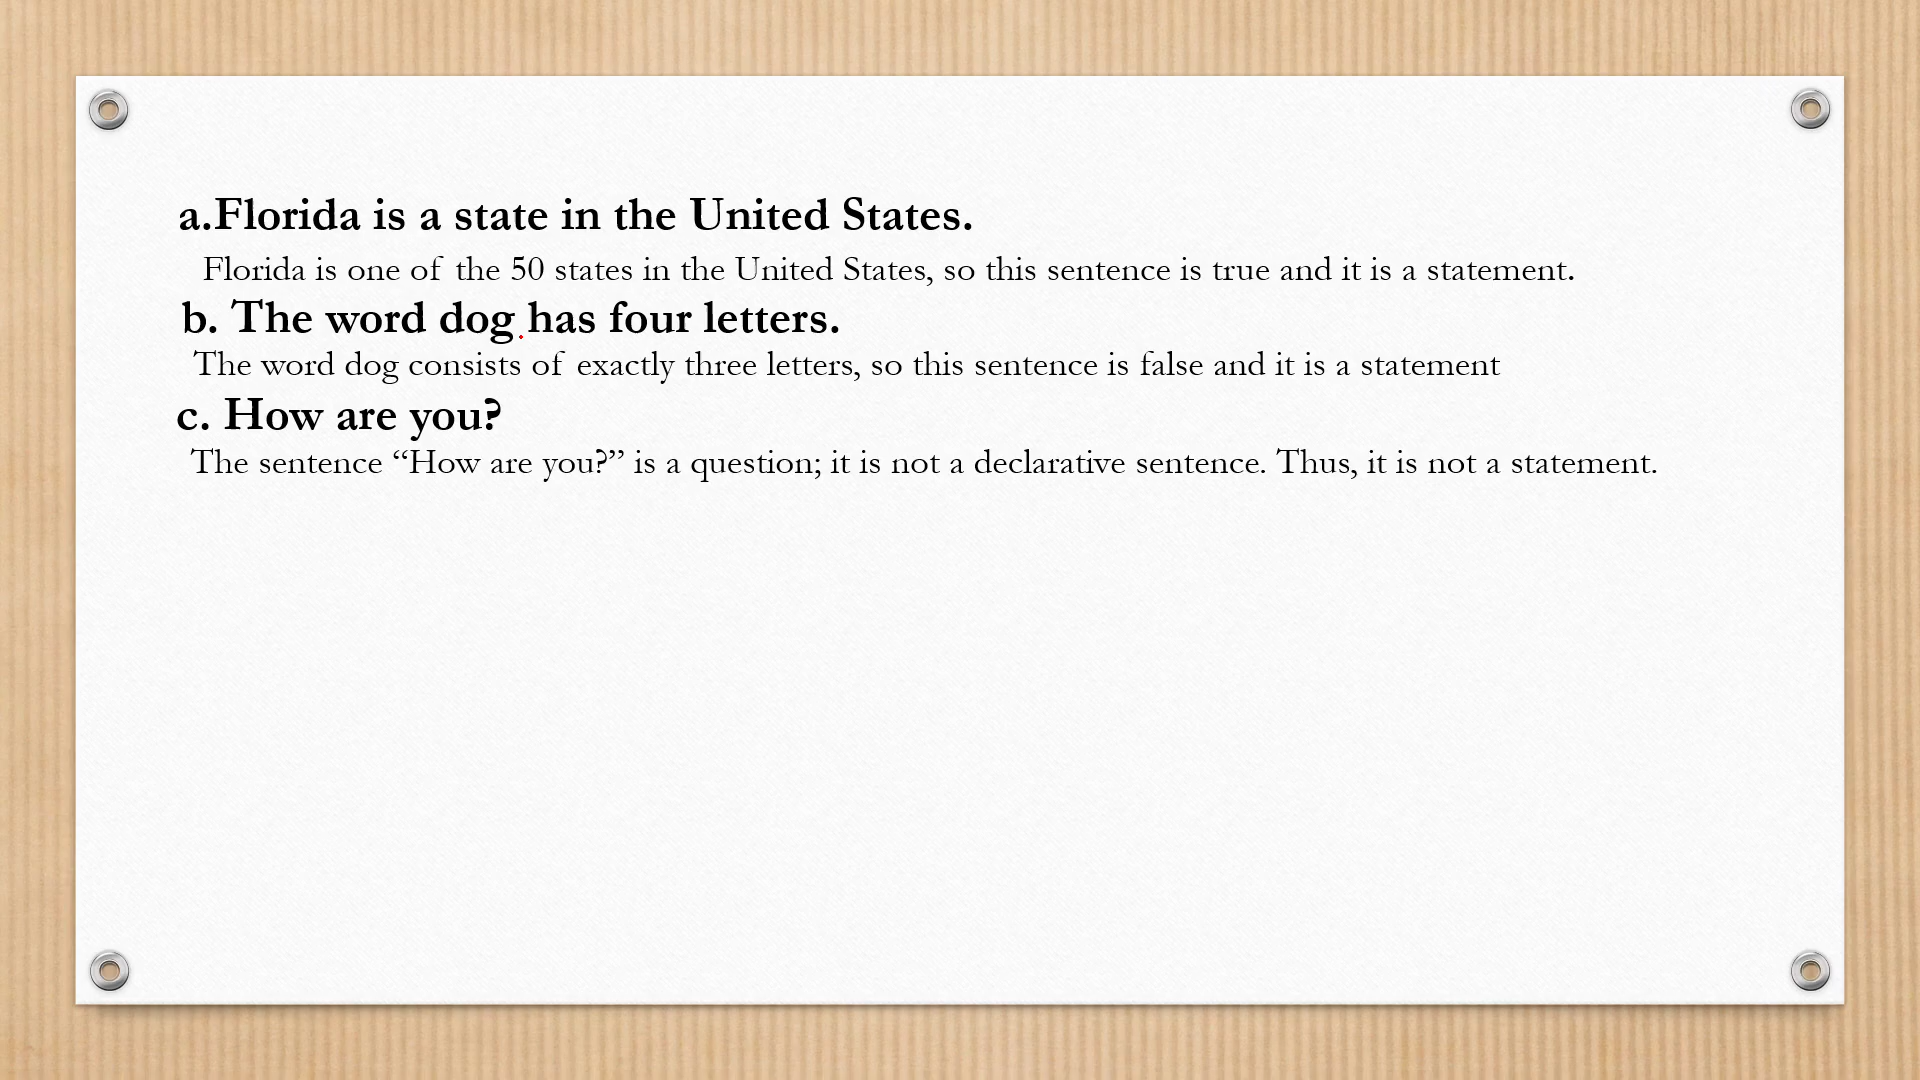 a.Florida is a state in the United States.
Florida is one of the 50 states in the United States, so this sentence is true and it is a statement.
b. The word dog has four letters.
The word dog consists of exactly three letters, so this sentence is false and it is a statement
c. How are you?
The sentence “How are you?” is a question; it is not a declarative sentence. Thus, it is not a statement.